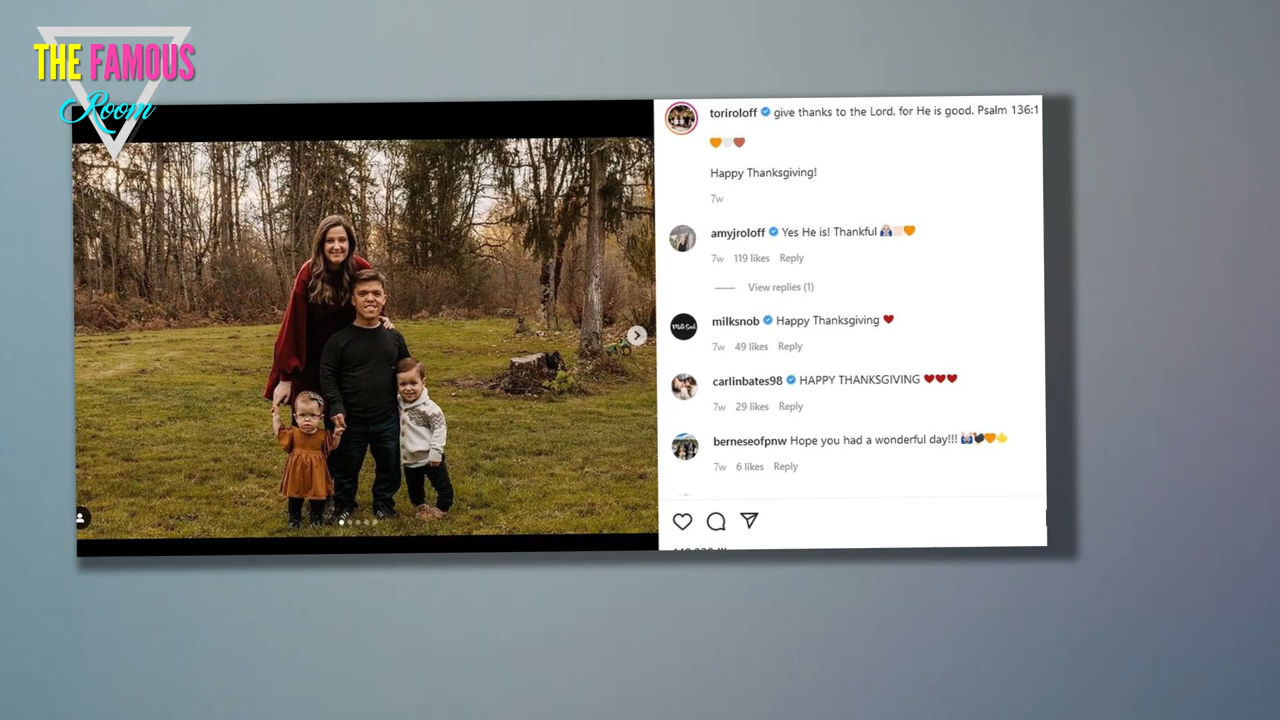 THE FAMOUS
Room
toriroloff give thanks to the Lord, for He is good. Psalm 136:1
🧡🤍🤎
Happy Thanksgiving!
7w
amyjroloff Yes He is! Thankful 🧡
7w 119 likes Reply
View replies (1)
Milk Snob
milksnob Happy Thanksgiving ❤️
7w 49 likes Reply
carlinbates98 HAPPY THANKSGIVING ❤️❤️❤️
7w 29 likes Reply
berneseofpnw Hope you had a wonderful day!!! 🧡
7w 6 likes Reply